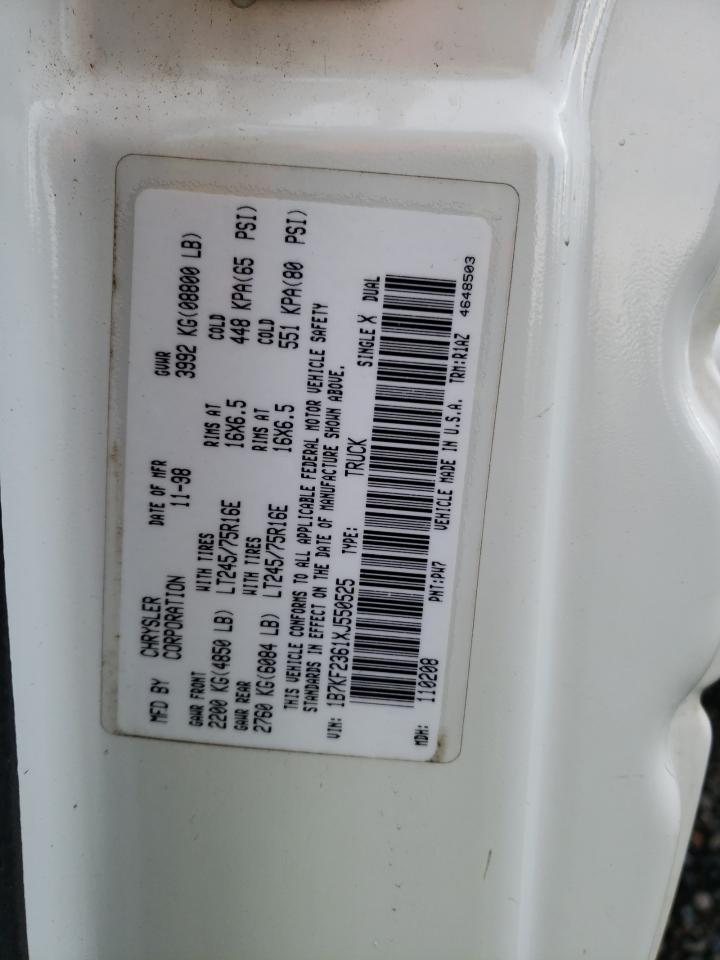 MFD BY CHRYSLER CORPORATION DATE OF MFR 11-98 GVWR 3992 KG(08800 LB)
GAWR FRONT WITH TIRES RIMS AT COLD
2200 KG(4850 LB) LT245/75R16E 16X6.5 448 KPA(65 PSI)
GAWR REAR WITH TIRES RIMS AT COLD
2760 KG(6084 LB) LT245/75R16E 16X6.5 551 KPA(80 PSI)
THIS VEHICLE CONFORMS TO ALL APPLICABLE FEDERAL MOTOR VEHICLE SAFETY
STANDARDS IN EFFECT ON THE DATE OF MANUFACTURE SHOWN ABOVE.
VIN: 1B7KF2361XJ550525 TYPE: TRUCK SINGLE X DUAL
MDH: 110208 PNT:PW7 VEHICLE MADE IN U.S.A. TRM:R1AZ
4648503